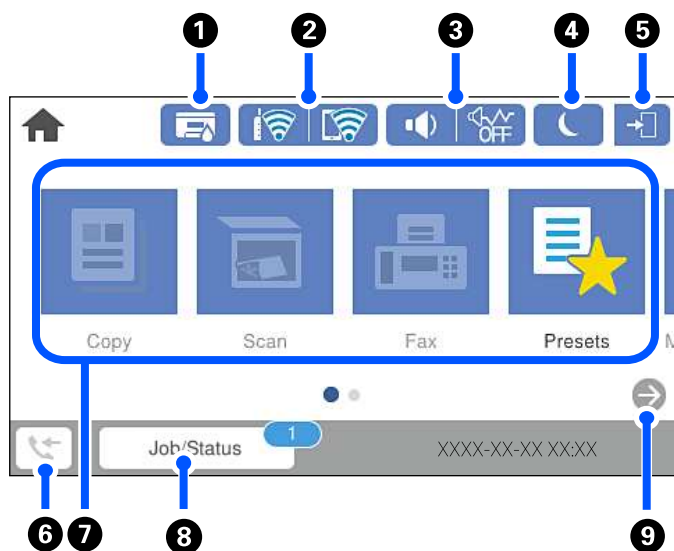 1 2 3 4 5
OFF
Copy Scan Fax Presets M
Job/Status 1 XXXX-XX-XX XX:XX
6 7 8 9